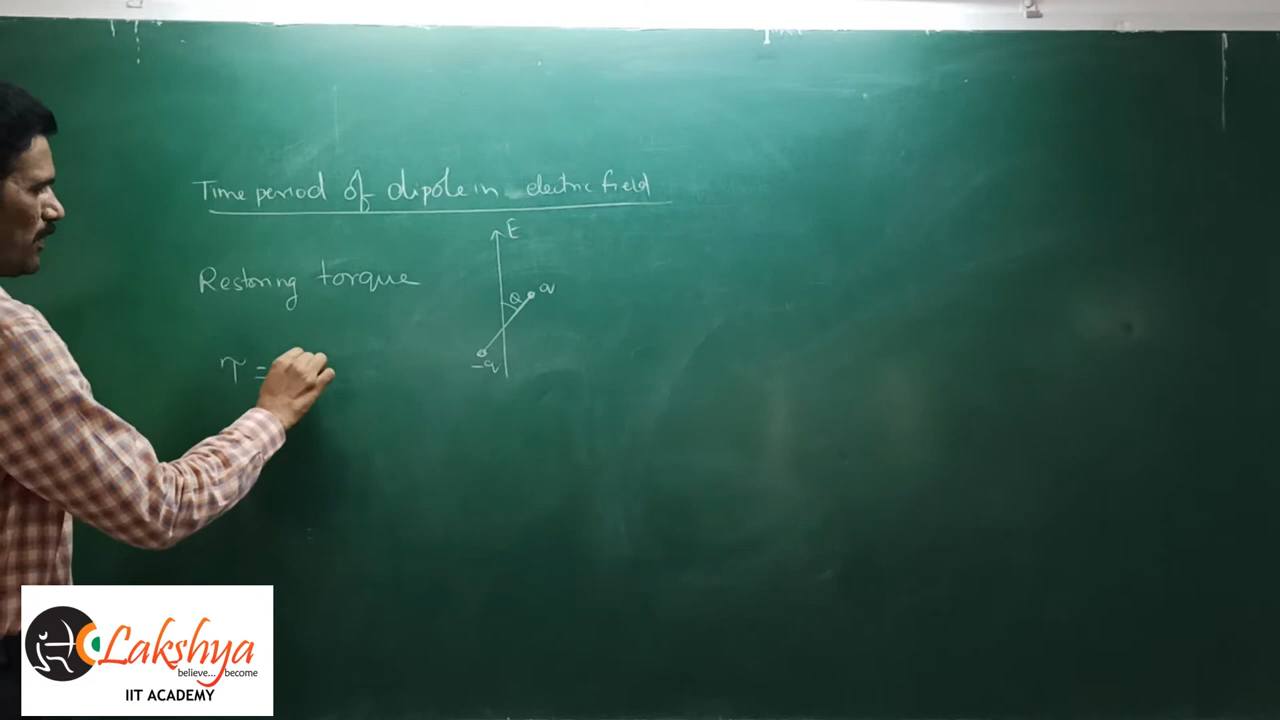 Time period of dipole in electric field
E
Restoring torque
θ q
τ =
-q
Lakshya
believe... become
IIT ACADEMY